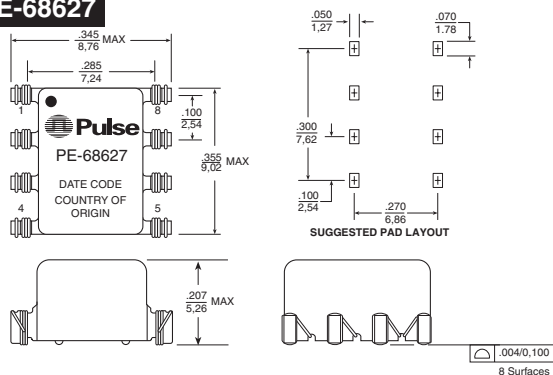 PE-68627
.345
8,76
MAX
.285
7,24
1
8
.100
2,54
Pulse
PE-68627
DATE CODE
COUNTRY OF
ORIGIN
4
5
.355
9,02
MAX
.050
1,27
.070
1.78
.300
7,62
.100
2,54
.270
6,86
SUGGESTED PAD LAYOUT
.207
5,26
MAX
.004/0,100
8 Surfaces